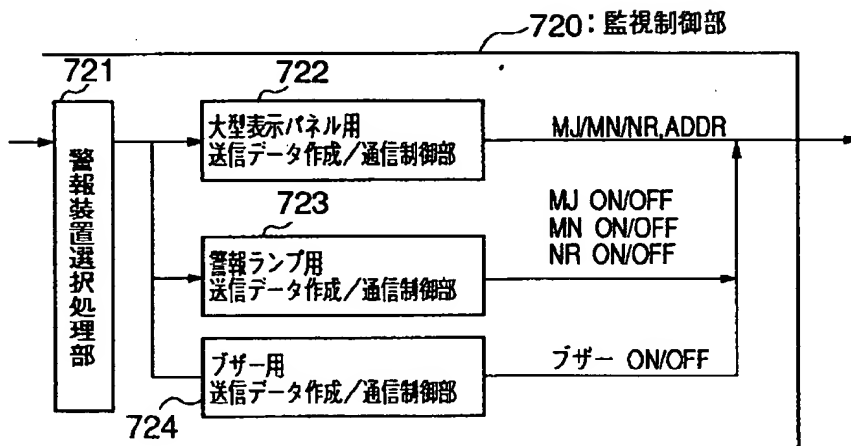 720:監視制御部
721
722
大型表示パネル用
送信データ作成/通信制御部
MJ/MN/NR,ADDR
警報装置選択処理部
723
警報ランプ用
送信データ作成/通信制御部
MJ ON/OFF
MN ON/OFF
NR ON/OFF
ブザー用
送信データ作成/通信制御部
ブザー ON/OFF
724